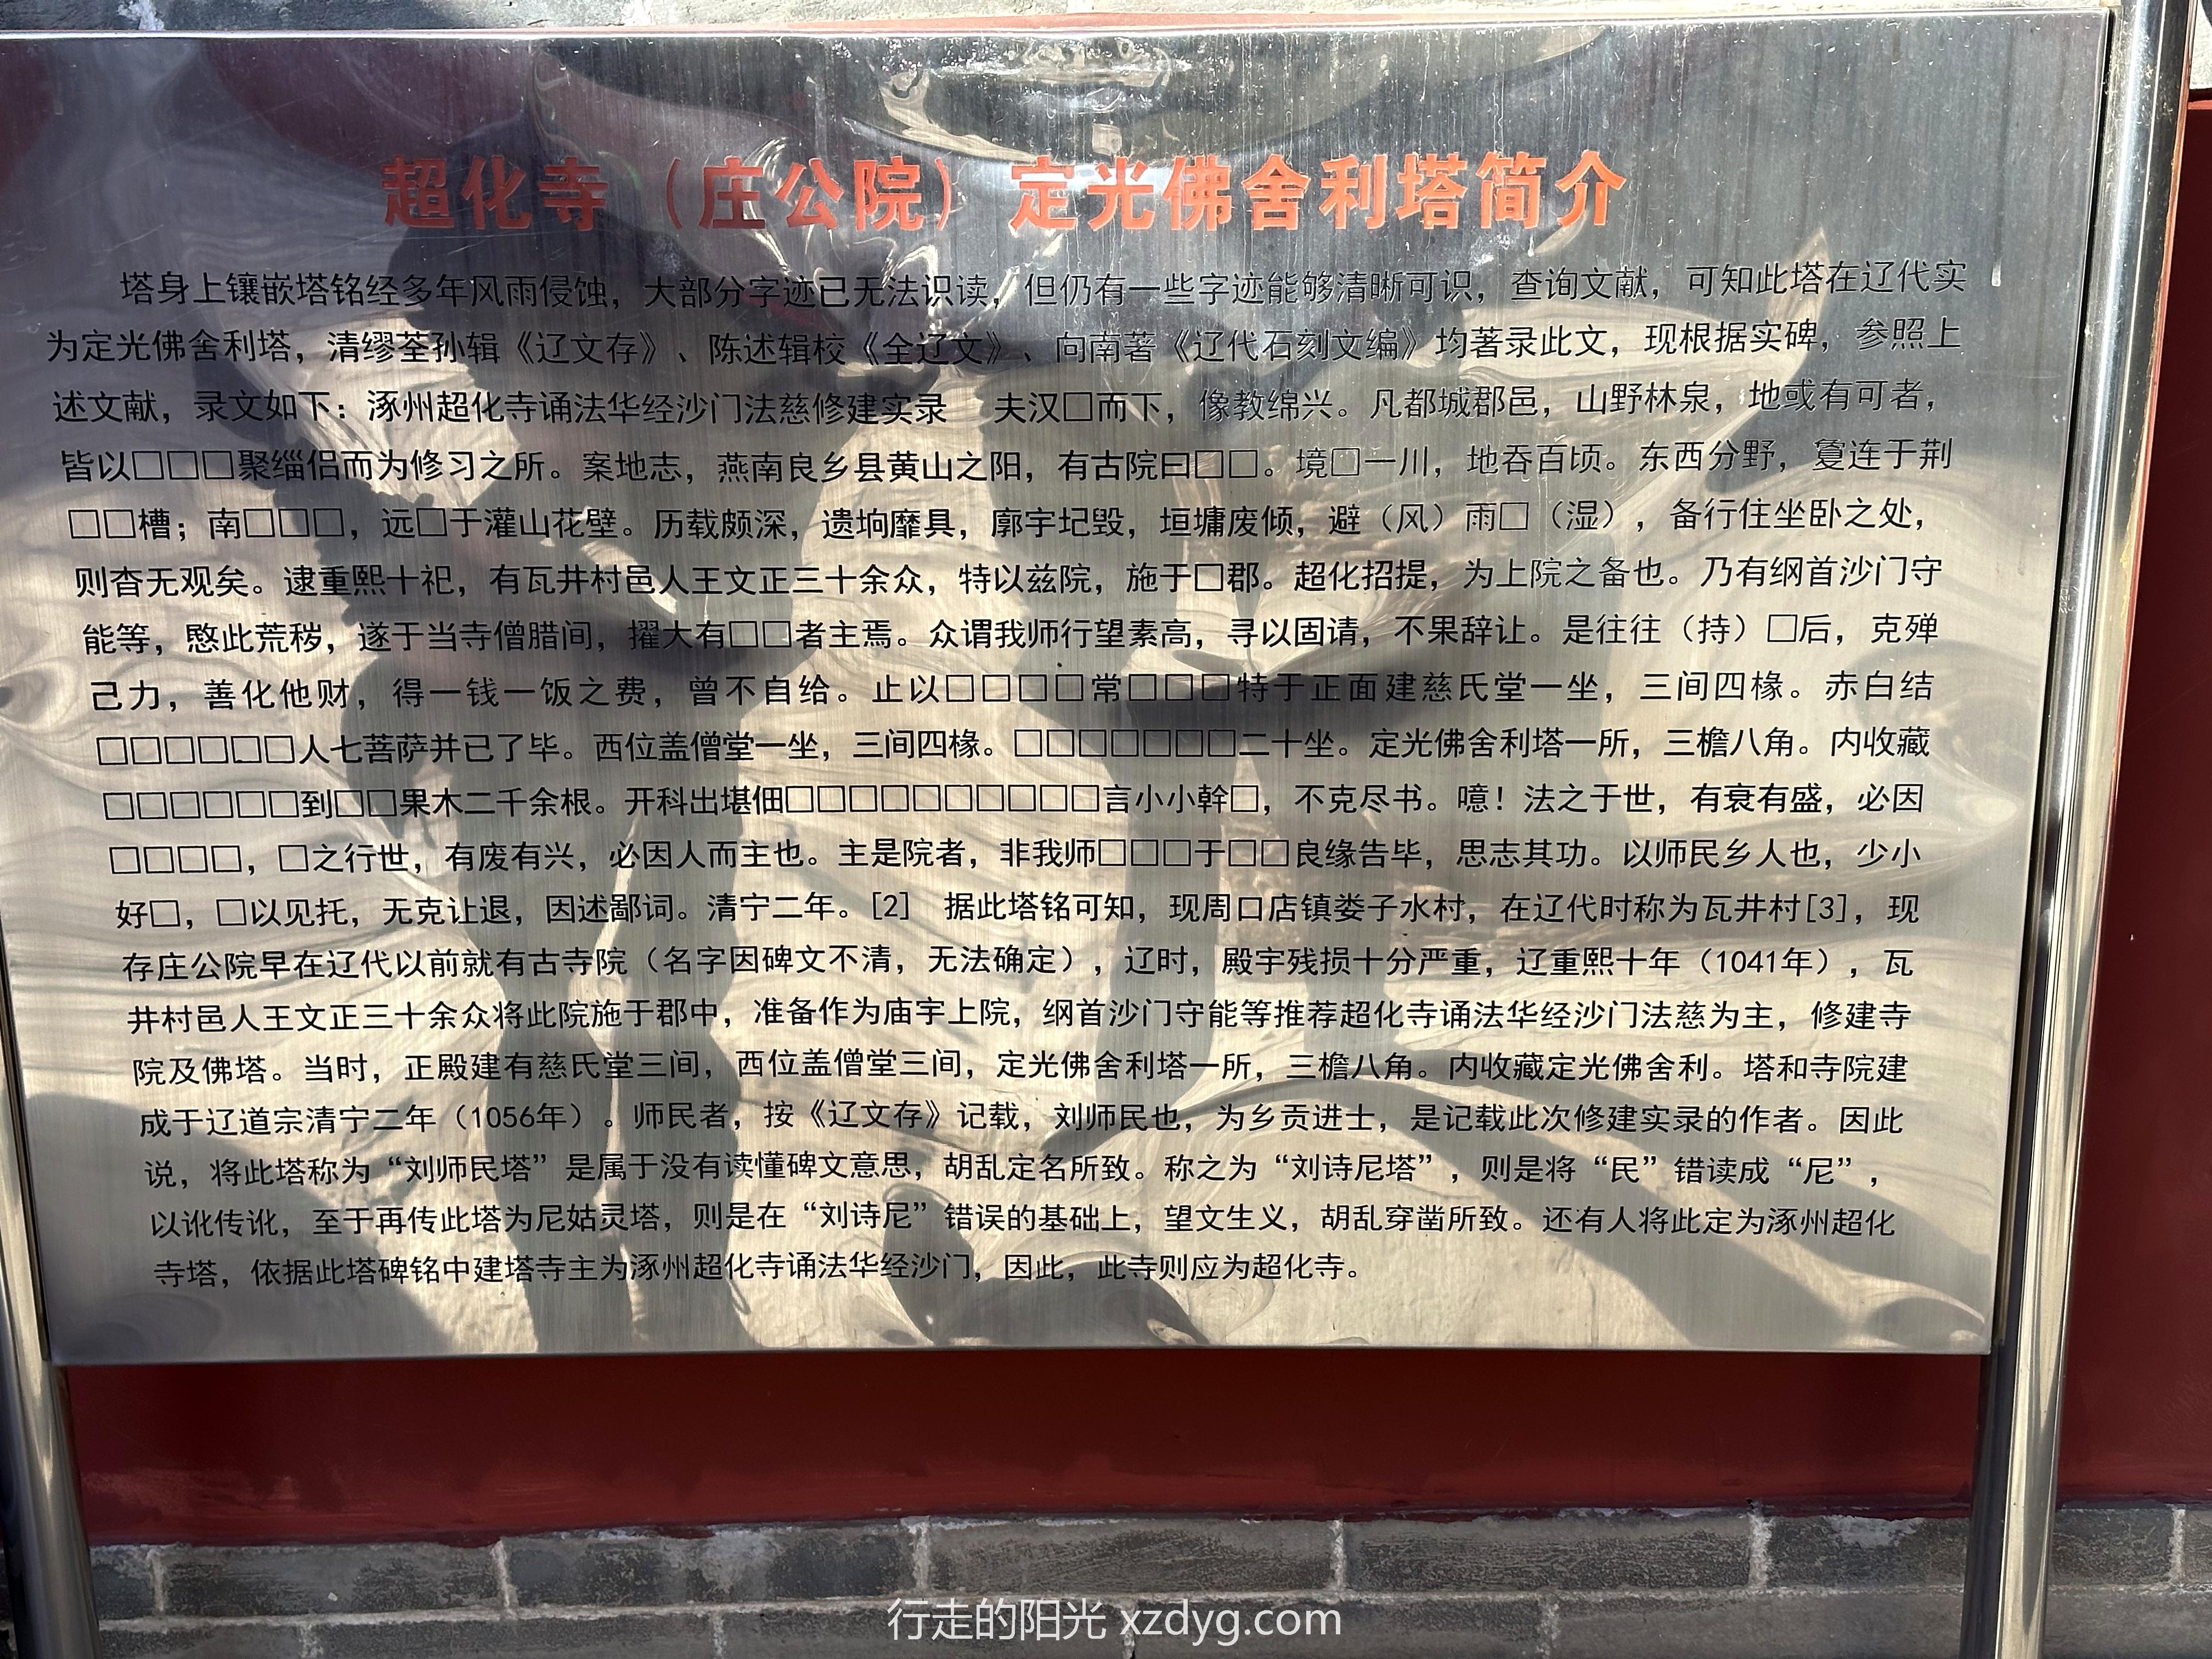 超化寺（庄公院）定光佛舍利塔简介
塔身上镶嵌塔铭经多年风雨侵蚀，大部分字迹已无法识读，但仍有一些字迹能够清晰可识，查询文献，可知此塔在辽代实
为定光佛舍利塔，清缪荃孙辑《辽文存》、陈述辑校《全辽文》、向南著《辽代石刻文编》均著录此文，现根据实碑，参照上
述文献，录文如下：涿州超化寺诵法华经沙门法慈修建实录　夫汉□而下，像教绵兴。凡都城郡邑，山野林泉，地或有可者，
皆以□□□聚缁侣而为修习之所。案地志，燕南良乡县黄山之阳，有古院曰□□。境□一川，地吞百顷。东西分野，敻连于荆
□□槽；南□□□，远□于灌山花壁。历载颇深，遗坰靡具，廓宇圮毁，垣墉废倾，避（风）雨□（湿），备行住坐卧之处，
则杳无观矣。逮重熙十祀，有瓦井村邑人王文正三十余众，特以兹院，施于□郡。超化招提，为上院之备也。乃有纲首沙门守
能等，愍此荒秽，遂于当寺僧腊间，擢大有□□者主焉。众谓我师行望素高，寻以固请，不果辞让。是往往（持）□后，克殚
己力，善化他财，得一钱一饭之费，曾不自给。止以□□□□常□□□特于正面建慈氏堂一坐，三间四椽。赤白结
□□□□□□人七菩萨并已了毕。西位盖僧堂一坐，三间四椽。□□□□□□□二十坐。定光佛舍利塔一所，三檐八角。内收藏
□□□□□□到□□果木二千余根。开科出堪佃□□□□□□□□□□言小小幹□，不克尽书。噫！法之于世，有衰有盛，必因
□□□□，□之行世，有废有兴，必因人而主也。主是院者，非我师□□□于□□良缘告毕，思志其功。以师民乡人也，少小
好□，□以见托，无克让退，因述鄙词。清宁二年。[2]　据此塔铭可知，现周口店镇娄子水村，在辽代时称为瓦井村[3]，现
存庄公院早在辽代以前就有古寺院（名字因碑文不清，无法确定），辽时，殿宇残损十分严重，辽重熙十年（1041年），瓦
井村邑人王文正三十余众将此院施于郡中，准备作为庙宇上院，纲首沙门守能等推荐超化寺诵法华经沙门法慈为主，修建寺
院及佛塔。当时，正殿建有慈氏堂三间，西位盖僧堂三间，定光佛舍利塔一所，三檐八角。内收藏定光佛舍利。塔和寺院建
成于辽道宗清宁二年（1056年）。师民者，按《辽文存》记载，刘师民也，为乡贡进士，是记载此次修建实录的作者。因此
说，将此塔称为“刘师民塔”是属于没有读懂碑文意思，胡乱定名所致。称之为“刘诗尼塔”，则是将“民”错读成“尼”，
以讹传讹，至于再传此塔为尼姑灵塔，则是在“刘诗尼”错误的基础上，望文生义，胡乱穿凿所致。还有人将此定为涿州超化
寺塔，依据此塔碑铭中建塔寺主为涿州超化寺诵法华经沙门，因此，此寺则应为超化寺。
行走的阳光 xzdyg.com